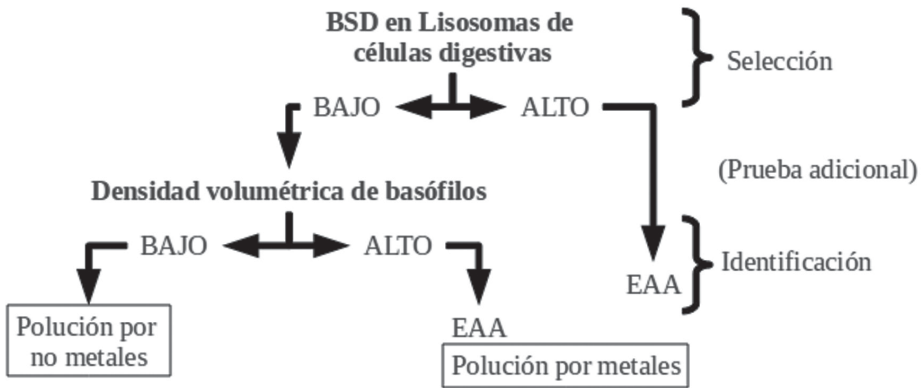 BSD en Lisosomas de
células digestivas
Selección
BAJO
ALTO
(Prueba adicional)
Densidad volumétrica de basófilos
BAJO
ALTO
Identificación
EAA
Polución por
no metales
EAA
Polución por metales